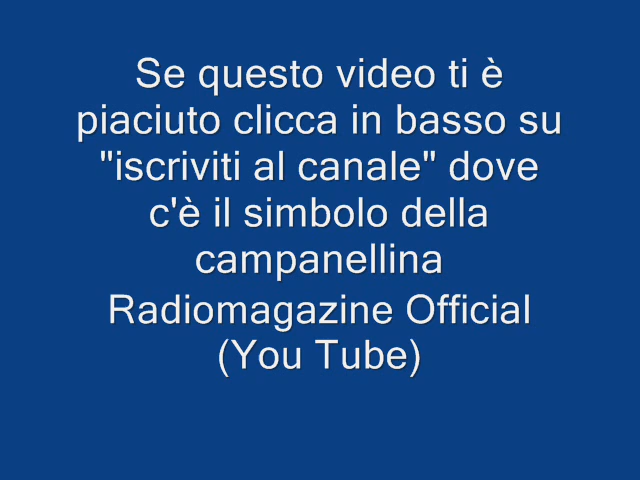 Se questo video ti è
piaciuto clicca in basso su
"iscriviti al canale" dove
c'è il simbolo della
campanellina
Radiomagazine Official
(You Tube)